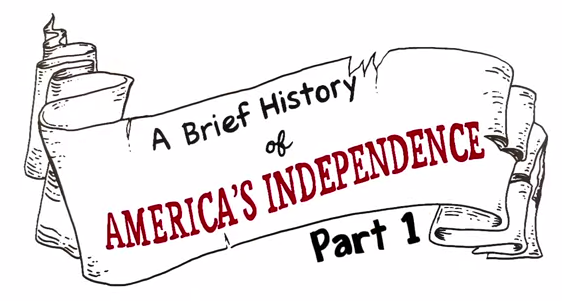 A Brief History
of
AMERICA'S INDEPENDENCE
Part 1